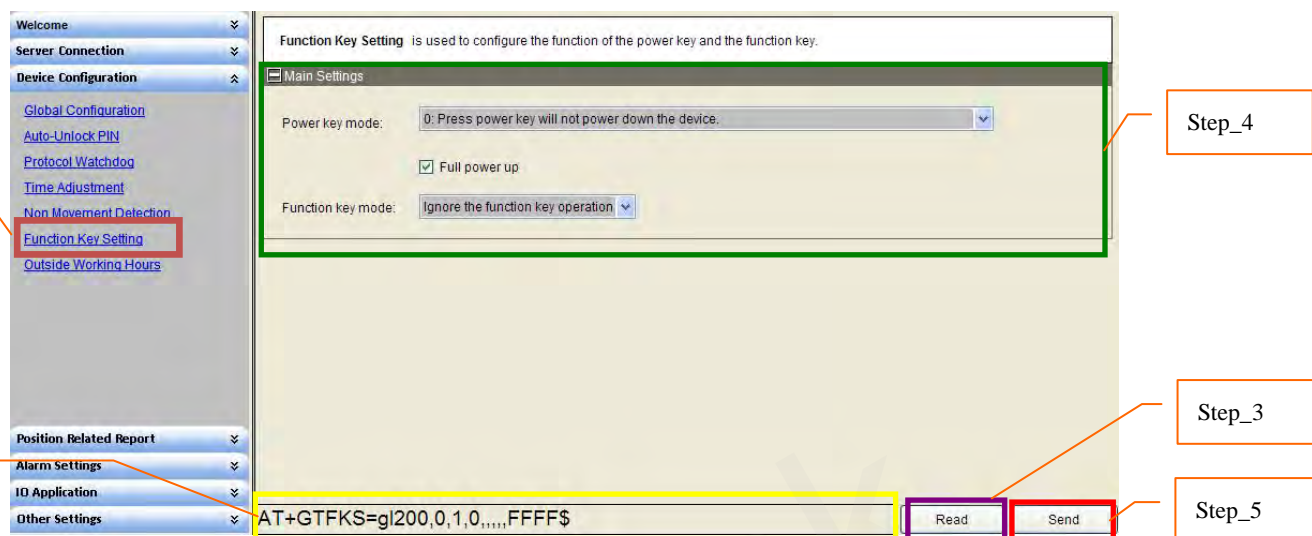 Welcome
Server Connection
Device Configuration
Global Configuration
Auto-Unlock PIN
Protocol Watchdog
Time Adjustment
Non Movement Detection
Function Key Setting
Outside Working Hours
Position Related Report
Alarm Settings
IO Application
Other Settings
Function Key Setting is used to configure the function of the power key and the function key.
Main Settings
Power key mode: 0: Press power key will not power down the device.
Full power up
Function key mode: Ignore the function key operation
AT+GTFKS=gl200,0,1,0,,,,,FFFF$
Read
Send
Step_4
Step_3
Step_5